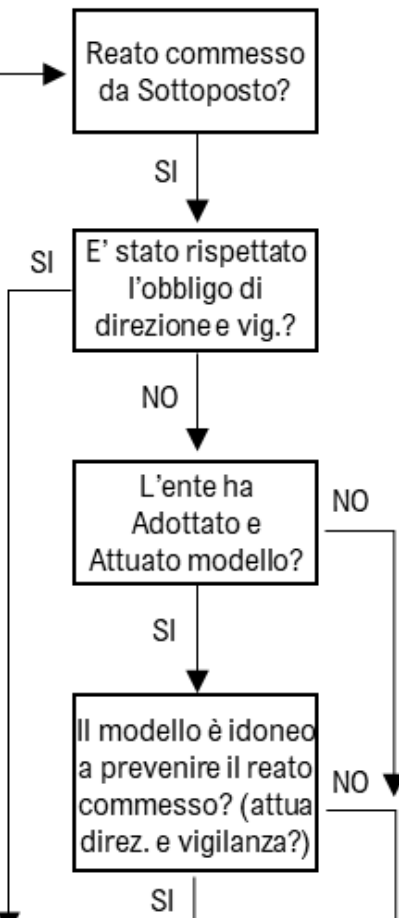 Reato commesso
da Sottoposto?
SI
SI
E' stato rispettato
l'obbligo di
direzione e vig.?
NO
L'ente ha
Adottato e
Attuato modello?
NO
SI
Il modello è idoneo
a prevenire il reato
commesso? (attua
direz. e vigilanza?)
NO
SI